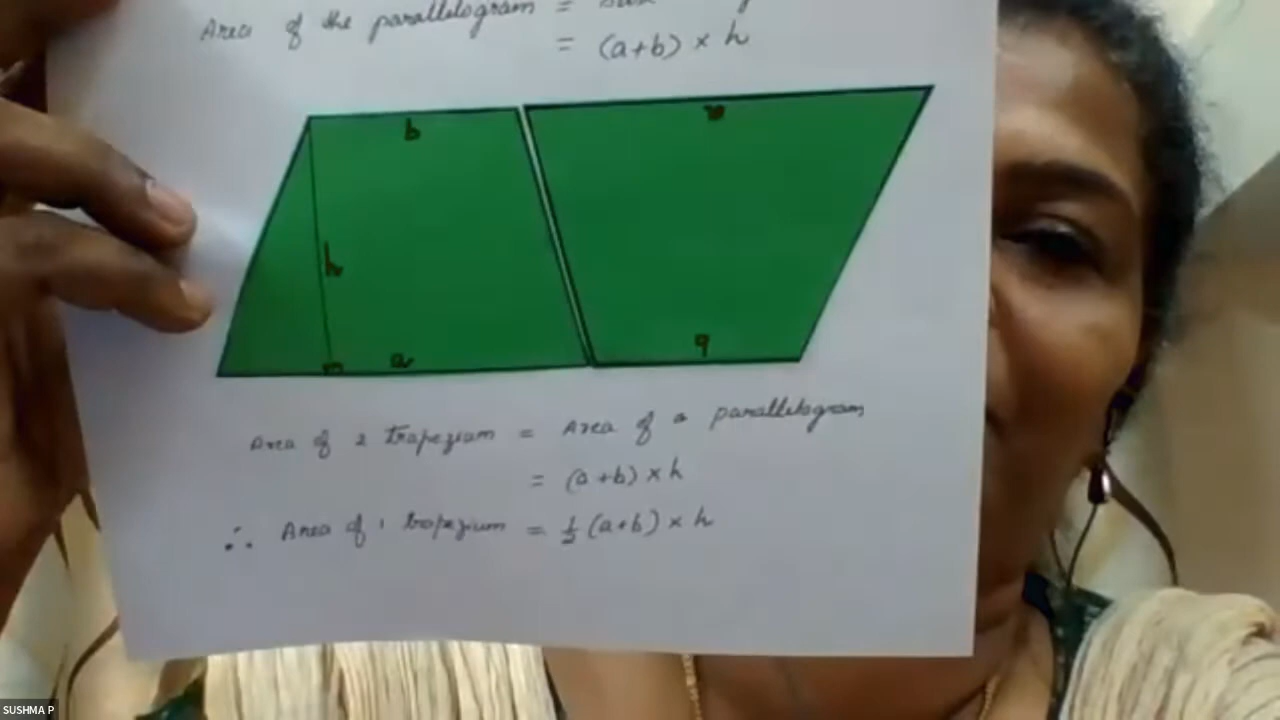 Area of the parallelogram =
= (a+b) × h
b
a
h
a
b
Area of 2 trapezium = Area of a parallelogram
= (a+b) × h
∴ Area of 1 trapezium = 1/2 (a+b) × h
SUSHMA P